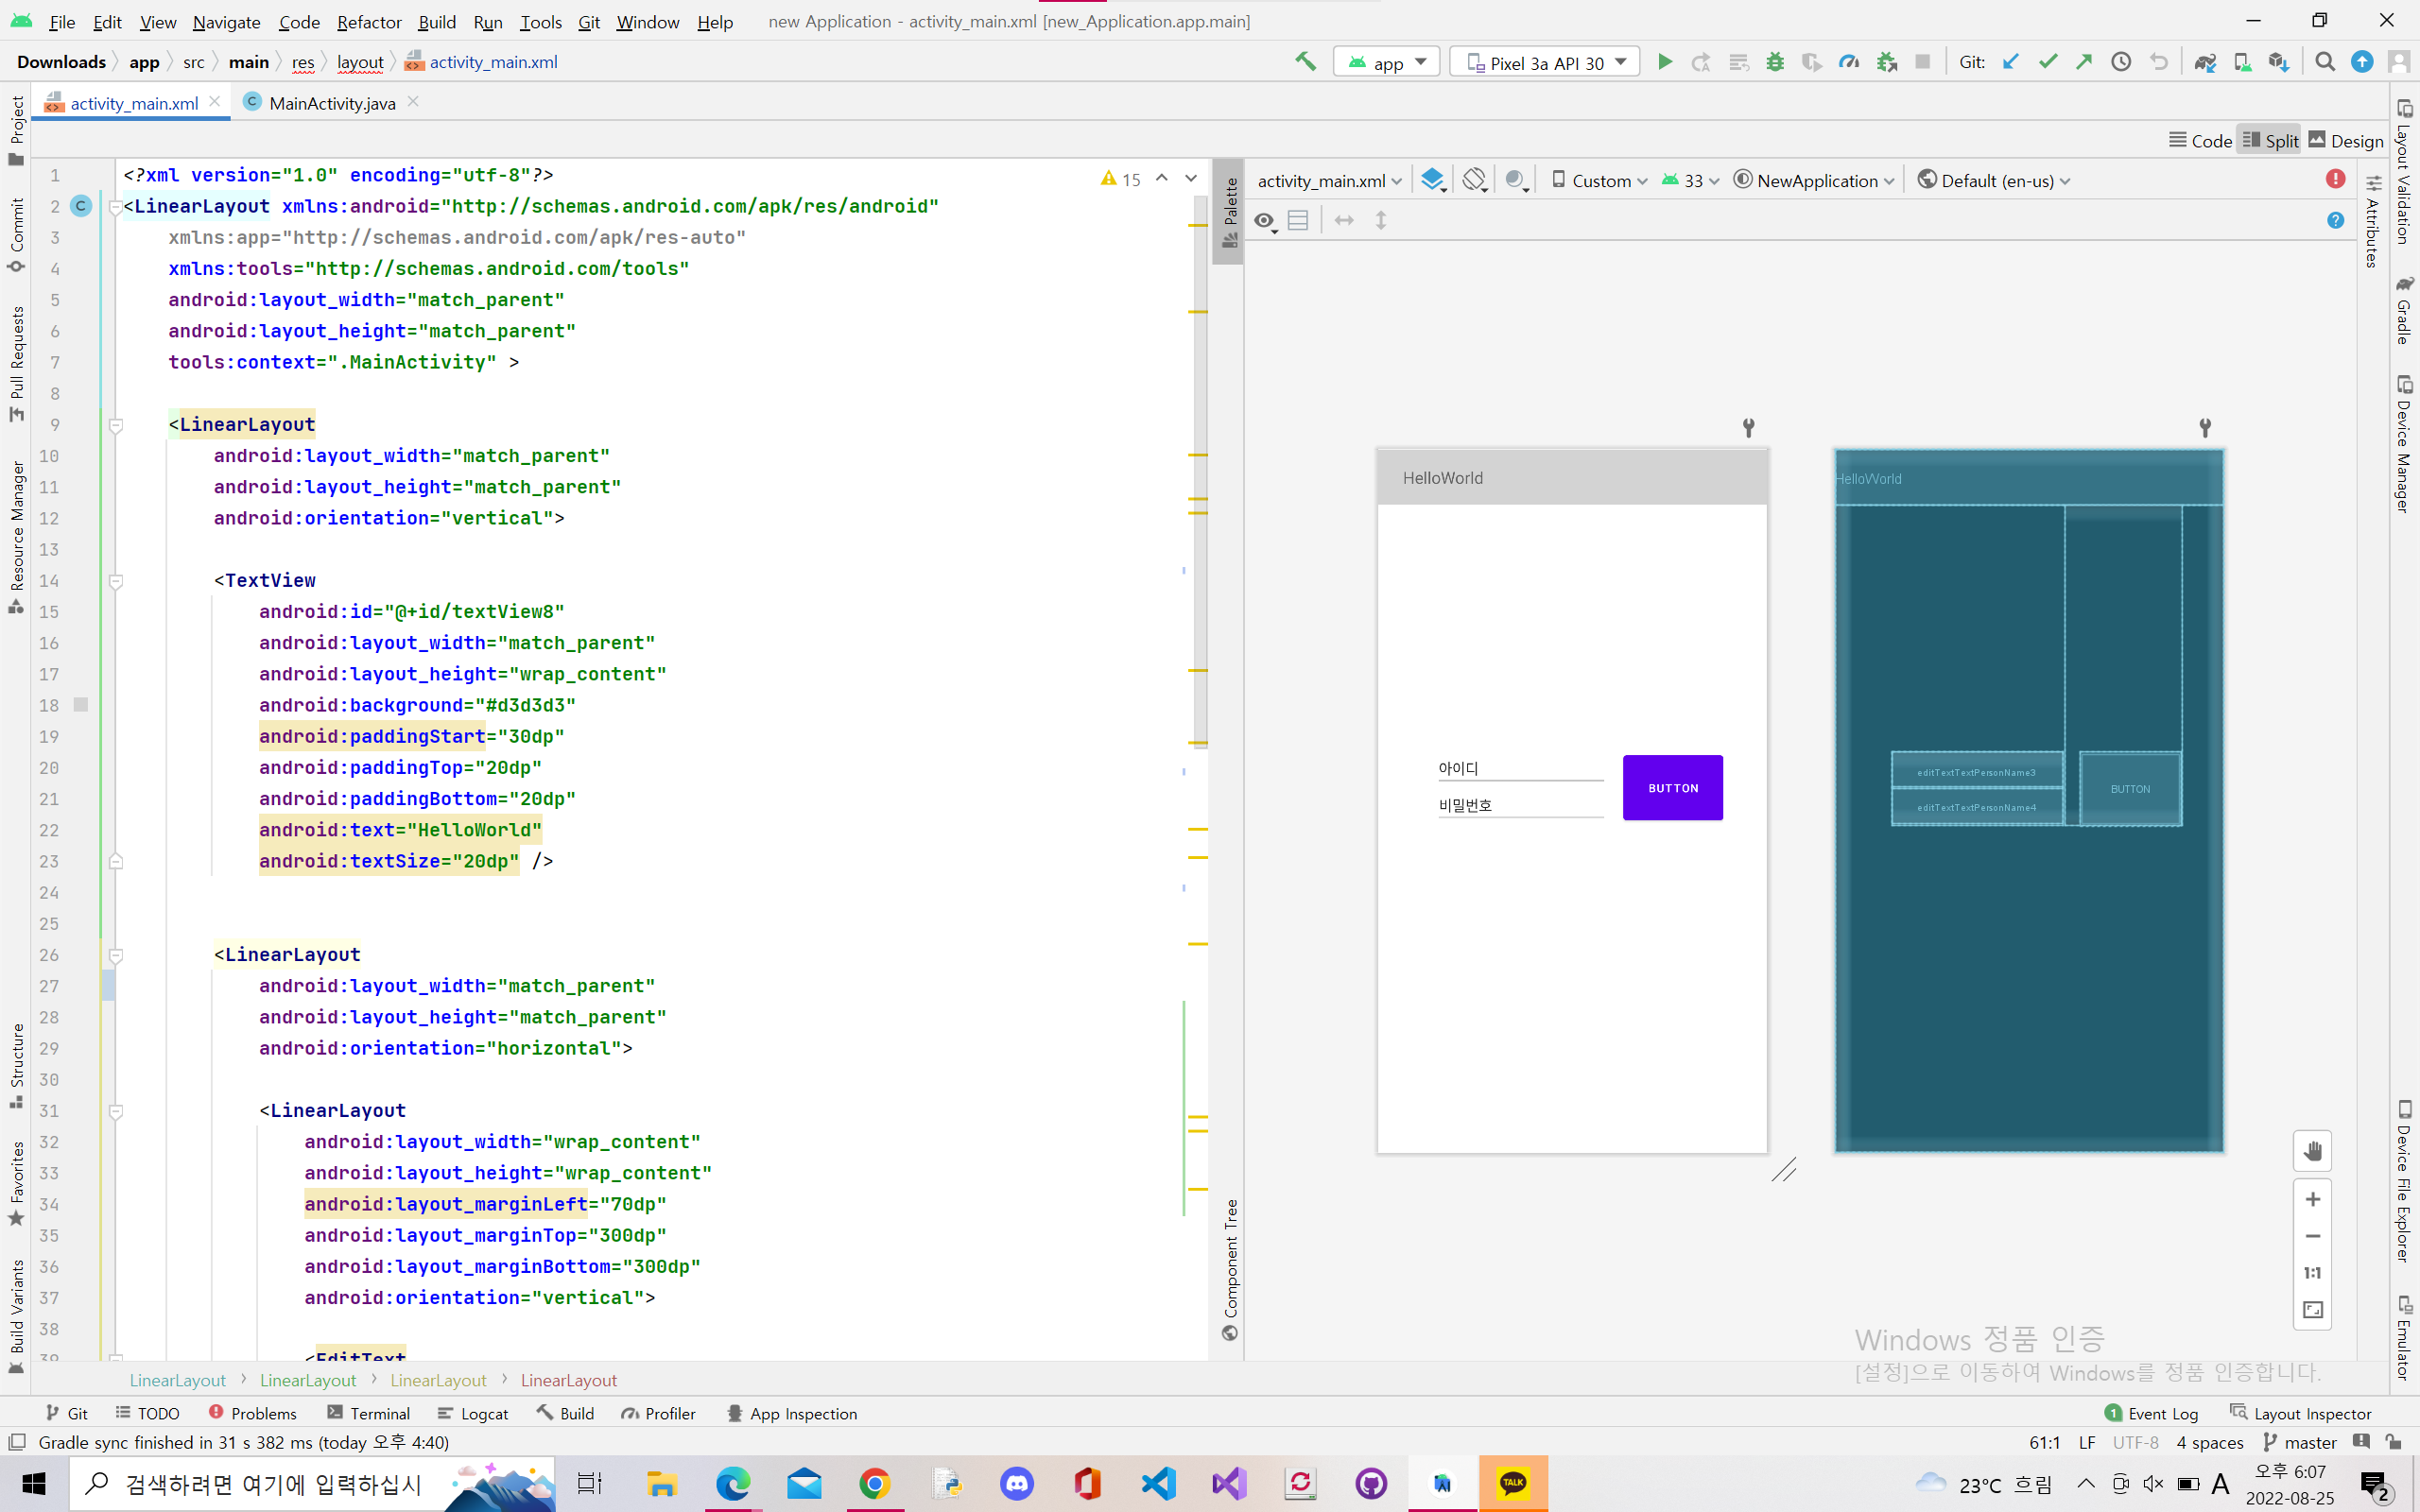 File Edit View Navigate Code Refactor Build Run Tools Git Window Help new Application - activity_main.xml [new_Application.app.main]
Downloads app src main res layout activity_main.xml app Pixel 3a API 30 Git:
activity_main.xml MainActivity.java
Code Split Design
Project
Commit
Pull Requests
Resource Manager
Structure
Favorites
Build Variants
15
1 <?xml version="1.0" encoding="utf-8"?>
2 <LinearLayout xmlns:android="http://schemas.android.com/apk/res/android"
3 xmlns:app="http://schemas.android.com/apk/res-auto"
4 xmlns:tools="http://schemas.android.com/tools"
5 android:layout_width="match_parent"
6 android:layout_height="match_parent"
7 tools:context=".MainActivity" >
8
9 <LinearLayout
10 android:layout_width="match_parent"
11 android:layout_height="match_parent"
12 android:orientation="vertical">
13
14 <TextView
15 android:id="@+id/textView8"
16 android:layout_width="match_parent"
17 android:layout_height="wrap_content"
18 android:background="#d3d3d3"
19 android:paddingStart="30dp"
20 android:paddingTop="20dp"
21 android:paddingBottom="20dp"
22 android:text="HelloWorld"
23 android:textSize="20dp" />
24
25
26 <LinearLayout
27 android:layout_width="match_parent"
28 android:layout_height="match_parent"
29 android:orientation="horizontal">
30
31 <LinearLayout
32 android:layout_width="wrap_content"
33 android:layout_height="wrap_content"
34 android:layout_marginLeft="70dp"
35 android:layout_marginTop="300dp"
36 android:layout_marginBottom="300dp"
37 android:orientation="vertical">
38
39 <EditText
LinearLayout LinearLayout LinearLayout LinearLayout
Palette
Component Tree
activity_main.xml Custom 33 NewApplication Default (en-us)
HelloWorld
아이디
비밀번호
BUTTON
HelloWorld
editTextTextPersonName3
editTextTextPersonName4
BUTTON
1:1
Attributes
Layout Validation
Gradle
Device Manager
Device File Explorer
Emulator
Windows 정품 인증
[설정]으로 이동하여 Windows를 정품 인증합니다.
Git TODO Problems Terminal Logcat Build Profiler App Inspection 1 Event Log Layout Inspector
Gradle sync finished in 31 s 382 ms (today 오후 4:40) 61:1 LF UTF-8 4 spaces master
검색하려면 여기에 입력하십시 TALK 23°C 흐림 A 오후 6:07
2022-08-25 2